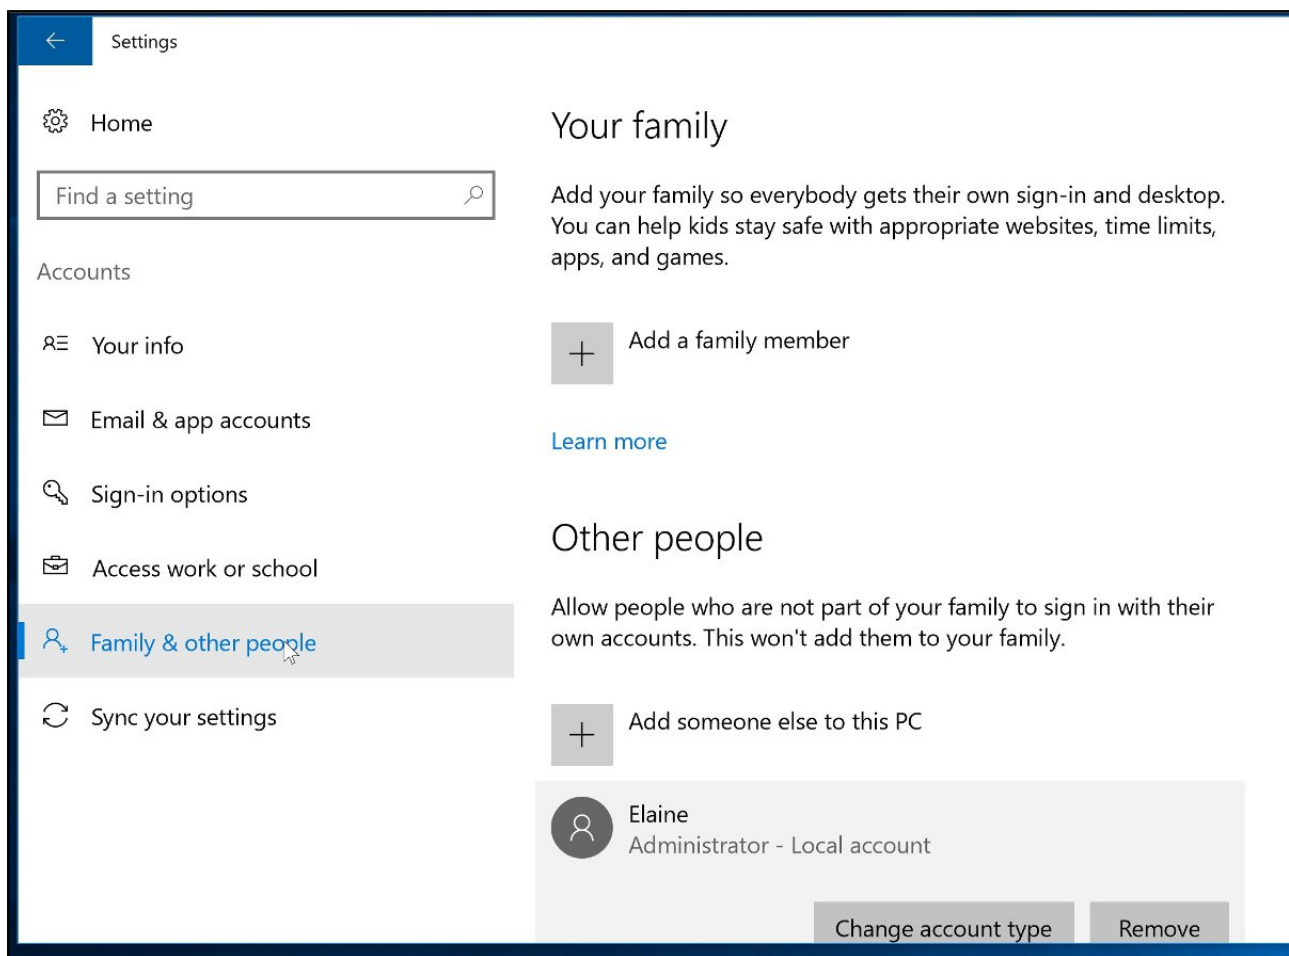 Settings
Home
Find a setting
Accounts
Your info
Email & app accounts
Sign-in options
Access work or school
Family & other people
Sync your settings
Your family
Add your family so everybody gets their own sign-in and desktop.
You can help kids stay safe with appropriate websites, time limits,
apps, and games.
Add a family member
Learn more
Other people
Allow people who are not part of your family to sign in with their
own accounts. This won't add them to your family.
Add someone else to this PC
Elaine
Administrator - Local account
Change account type
Remove